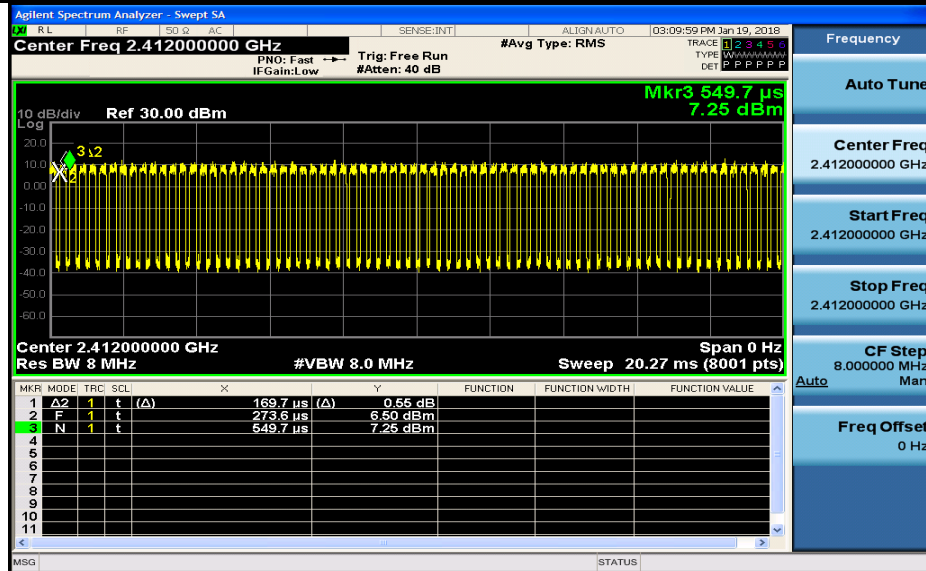 Agilent Spectrum Analyzer - Swept SA
LXI RL RF 50 Ω AC SENSE:INT ALIGN AUTO 03:09:59 PM Jan 19, 2018
Center Freq 2.412000000 GHz
PNO: Fast
IFGain:Low
Trig: Free Run
#Atten: 40 dB
#Avg Type: RMS
TRACE 1 2 3 4 5 6
TYPE WWWWWW
DET P P P P P P
Mkr3 549.7 µs
7.25 dBm
10 dB/div Ref 30.00 dBm
Log
20.0
10.0
0.00
-10.0
-20.0
-30.0
-40.0
-50.0
-60.0
3 Δ2
2
Center 2.412000000 GHz Span 0 Hz
Res BW 8 MHz #VBW 8.0 MHz Sweep 20.27 ms (8001 pts)
MKR MODE TRC SCL X Y FUNCTION FUNCTION WIDTH FUNCTION VALUE
1 Δ2 1 t (Δ) 169.7 µs (Δ) 0.55 dB
2 F 1 t 273.6 µs 6.50 dBm
3 N 1 t 549.7 µs 7.25 dBm
4
5
6
7
8
9
10
11
MSG STATUS
Frequency
Auto Tune
Center Freq
2.412000000 GHz
Start Freq
2.412000000 GHz
Stop Freq
2.412000000 GHz
CF Step
8.000000 MHz
Auto Man
Freq Offset
0 Hz